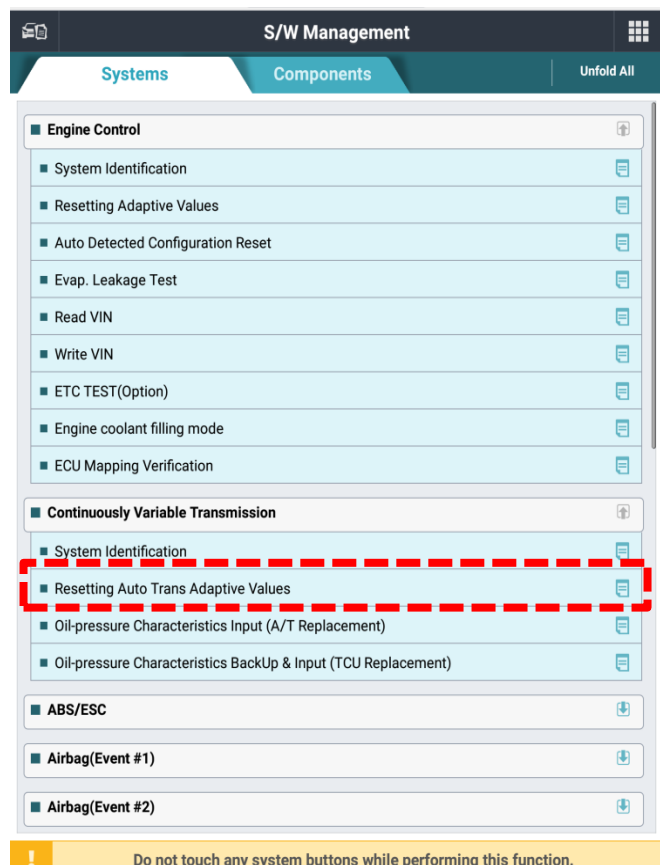 S/W Management
Systems
Components
Unfold All
Engine Control
System Identification
Resetting Adaptive Values
Auto Detected Configuration Reset
Evap. Leakage Test
Read VIN
Write VIN
ETC TEST(Option)
Engine coolant filling mode
ECU Mapping Verification
Continuously Variable Transmission
System Identification
Resetting Auto Trans Adaptive Values
Oil-pressure Characteristics Input (A/T Replacement)
Oil-pressure Characteristics BackUp & Input (TCU Replacement)
ABS/ESC
Airbag(Event #1)
Airbag(Event #2)
! Do not touch any system buttons while performing this function.